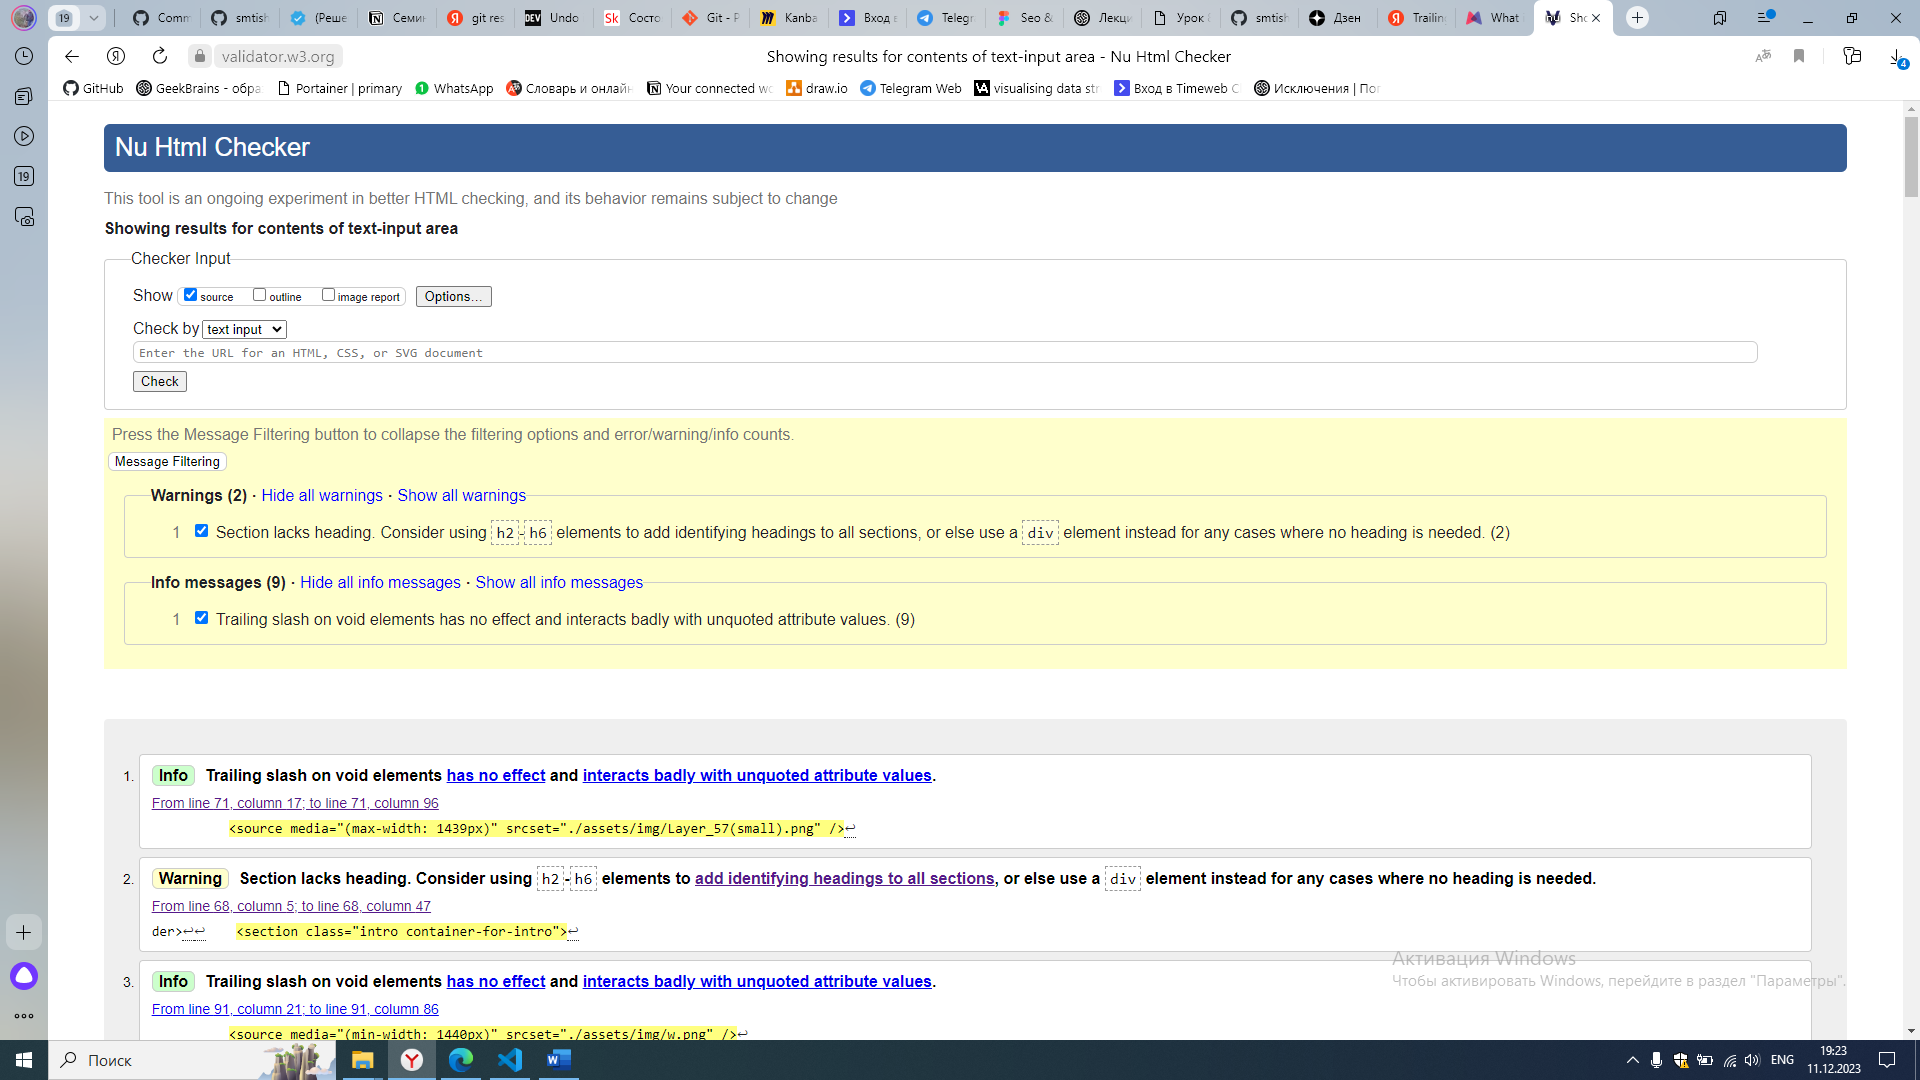 19
Comm
smtish
(Реше
Семин
git res
Undo
Состо
Git - Р
Kanba
Вход в
Telegr
Seo &
Лекци
Урок
smtish
Дзен
Trailin
What
Sho
validator.w3.org
Showing results for contents of text-input area - Nu Html Checker
4
GitHub
GeekBrains - обра
Portainer | primary
WhatsApp
Словарь и онлайн
Your connected wo
draw.io
Telegram Web
visualising data str
Вход в Timeweb C
Исключения | Пог
19
Nu Html Checker
This tool is an ongoing experiment in better HTML checking, and its behavior remains subject to change
Showing results for contents of text-input area
Checker Input
Show source outline image report Options...
Check by text input
Enter the URL for an HTML, CSS, or SVG document
Check
Press the Message Filtering button to collapse the filtering options and error/warning/info counts.
Message Filtering
Warnings (2) · Hide all warnings · Show all warnings
1 Section lacks heading. Consider using h2-h6 elements to add identifying headings to all sections, or else use a div element instead for any cases where no heading is needed. (2)
Info messages (9) · Hide all info messages · Show all info messages
1 Trailing slash on void elements has no effect and interacts badly with unquoted attribute values. (9)
1. Info Trailing slash on void elements has no effect and interacts badly with unquoted attribute values.
From line 71, column 17; to line 71, column 96
<source media="(max-width: 1439px)" srcset="./assets/img/Layer_57(small).png" />↩
2. Warning Section lacks heading. Consider using h2-h6 elements to add identifying headings to all sections, or else use a div element instead for any cases where no heading is needed.
From line 68, column 5; to line 68, column 47
der>↩↩ <section class="intro container-for-intro">↩
3. Info Trailing slash on void elements has no effect and interacts badly with unquoted attribute values.
From line 91, column 21; to line 91, column 86
<source media="(min-width: 1440px)" srcset="./assets/img/w.png" />↩
Активация Windows
Чтобы активировать Windows, перейдите в раздел "Параметры".
Поиск
ENG
19:23
11.12.2023